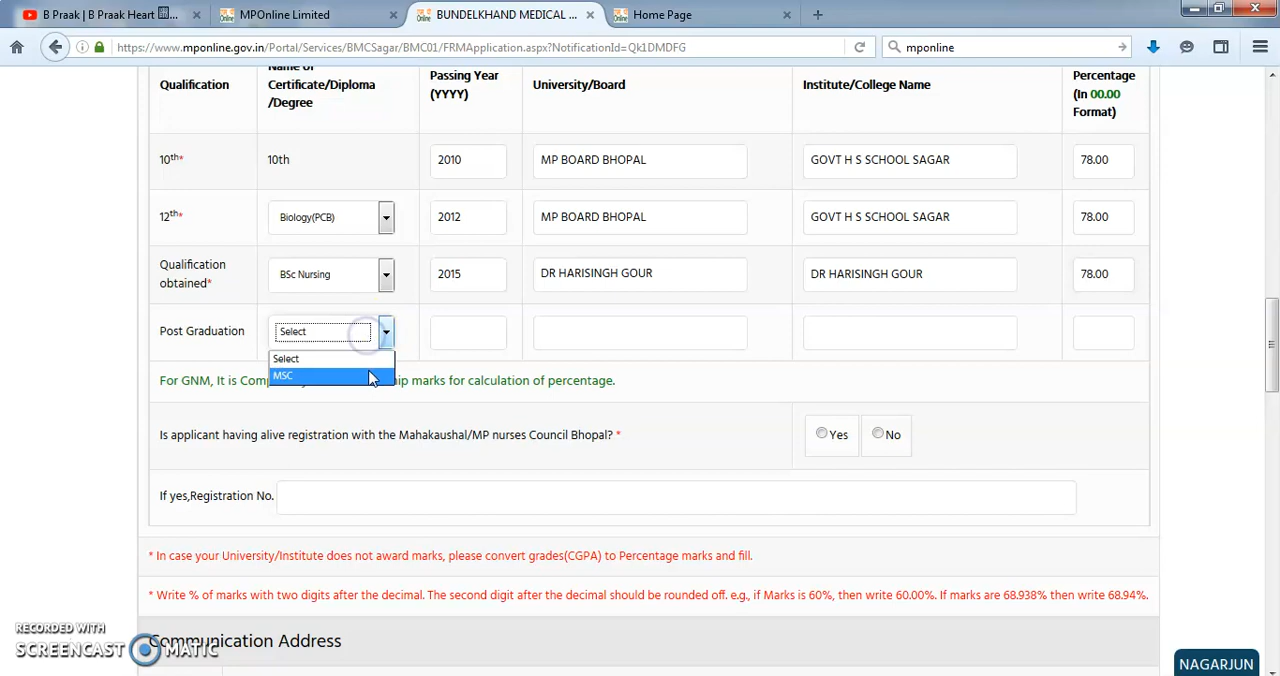 B Praak | B Praak Heart
MPOnline Limited
BUNDELKHAND MEDICAL ...
Home Page
https://www.mponline.gov.in/Portal/Services/BMCSagar/BMC01/FRMApplication.aspx?NotificationId=Qk1DMDFG
mponline
Qualification
Name of Certificate/Diploma /Degree
Passing Year (YYYY)
University/Board
Institute/College Name
Percentage (In 00.00 Format)
10th* 10th 2010 MP BOARD BHOPAL GOVT H S SCHOOL SAGAR 78.00
12th* Biology(PCB) 2012 MP BOARD BHOPAL GOVT H S SCHOOL SAGAR 78.00
Qualification obtained* BSc Nursing 2015 DR HARISINGH GOUR DR HARISINGH GOUR 78.00
Post Graduation Select
Select
MSC
For GNM, It is Comp hip marks for calculation of percentage.
Is applicant having alive registration with the Mahakaushal/MP nurses Council Bhopal? * Yes No
If yes,Registration No.
* In case your University/Institute does not award marks, please convert grades(CGPA) to Percentage marks and fill.
* Write % of marks with two digits after the decimal. The second digit after the decimal should be rounded off. e.g., if Marks is 60%, then write 60.00%. If marks are 68.938% then write 68.94%.
Communication Address
RECORDED WITH
SCREENCAST MATIC
NAGARJUN